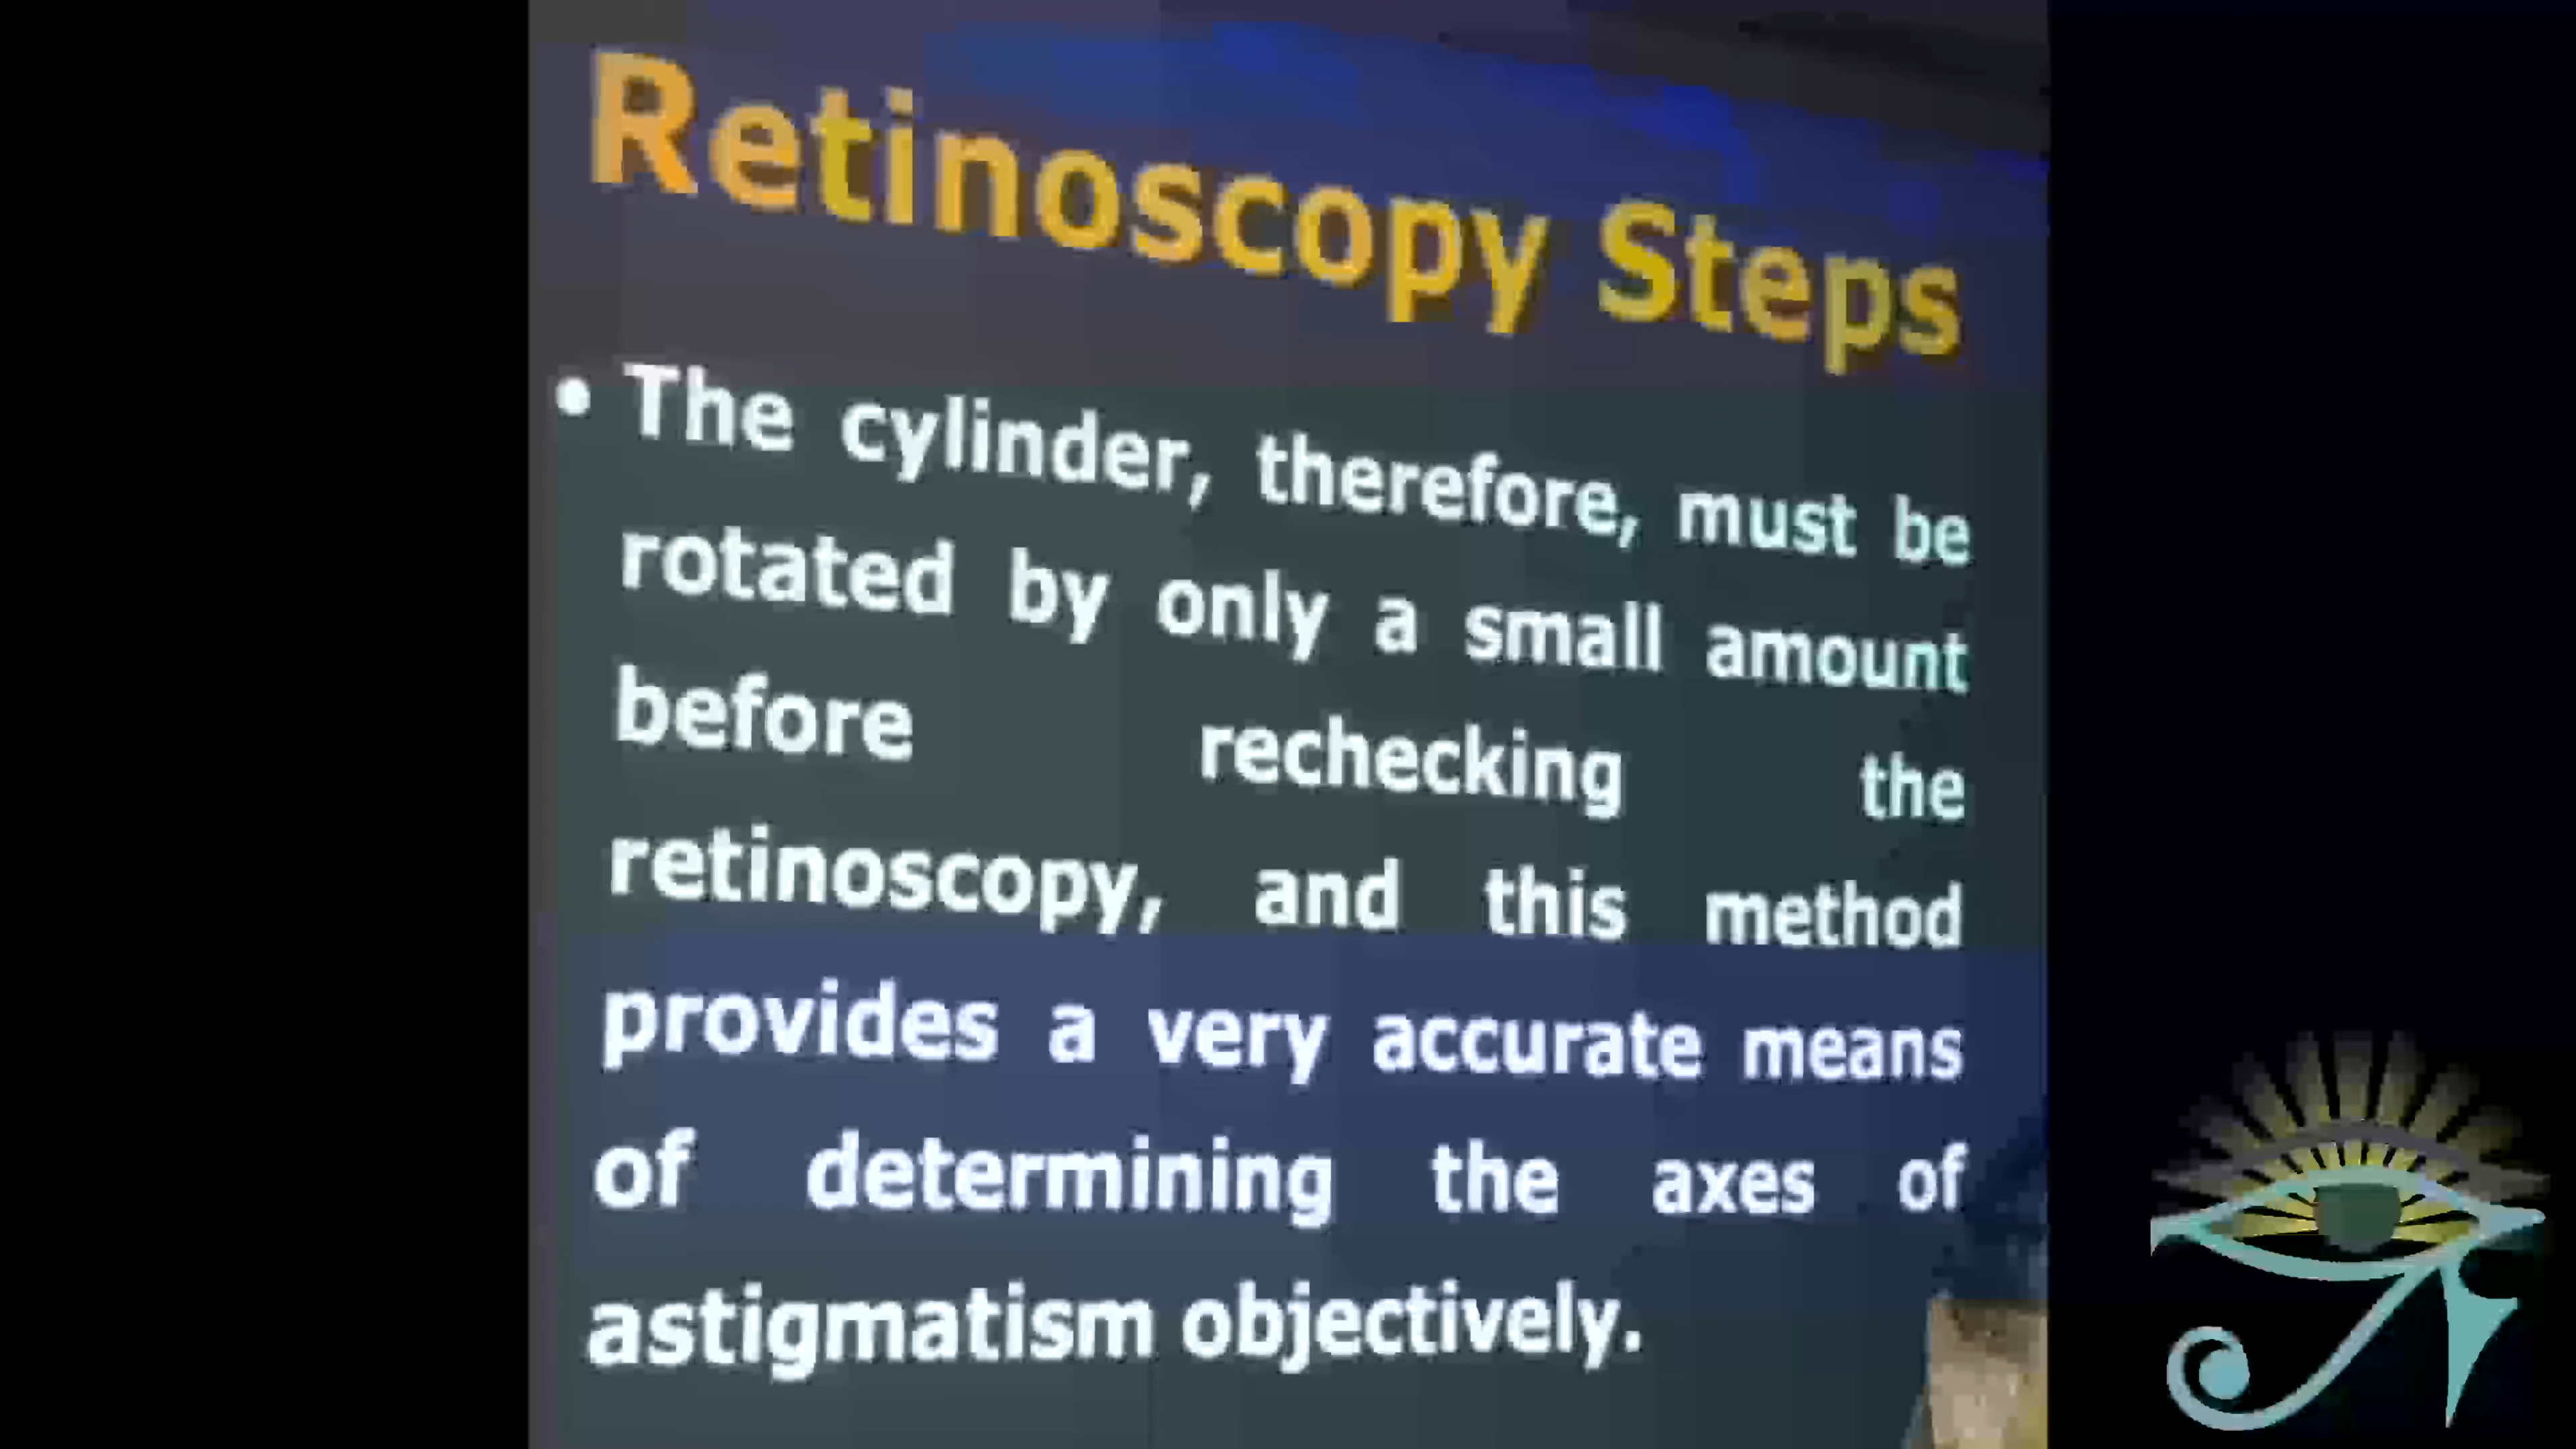 Retinoscopy Steps
• The cylinder, therefore, must be
rotated by only a small amount
before rechecking the
retinoscopy, and this method
provides a very accurate means
of determining the axes of
astigmatism objectively.